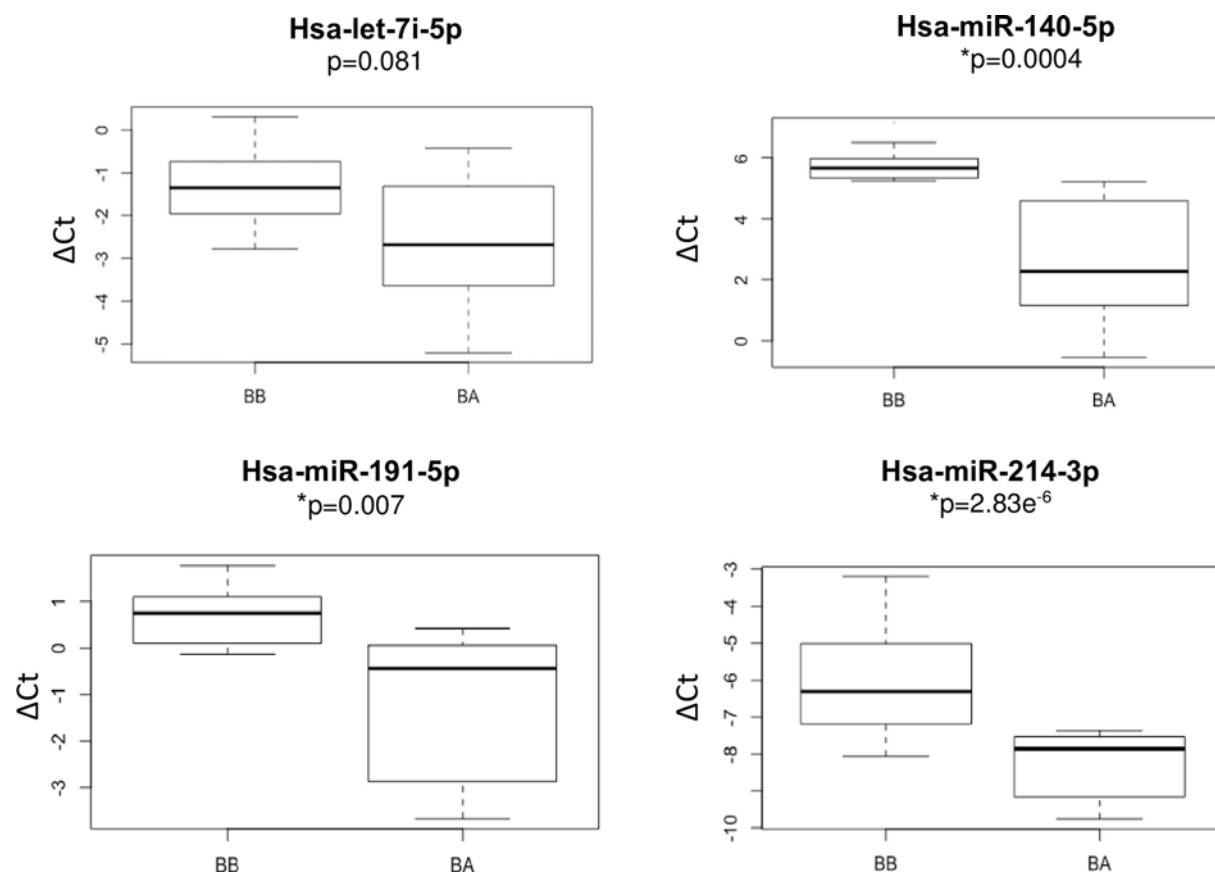 Hsa-let-7i-5p
p=0.081
ΔCt
0
-1
-2
-3
-4
-5
BB
BA
Hsa-miR-140-5p
*p=0.0004
ΔCt
6
4
2
0
BB
BA
Hsa-miR-191-5p
*p=0.007
ΔCt
1
0
-1
-2
-3
BB
BA
Hsa-miR-214-3p
*p=2.83e-6
ΔCt
-3
-4
-5
-6
-7
-8
-10
BB
BA